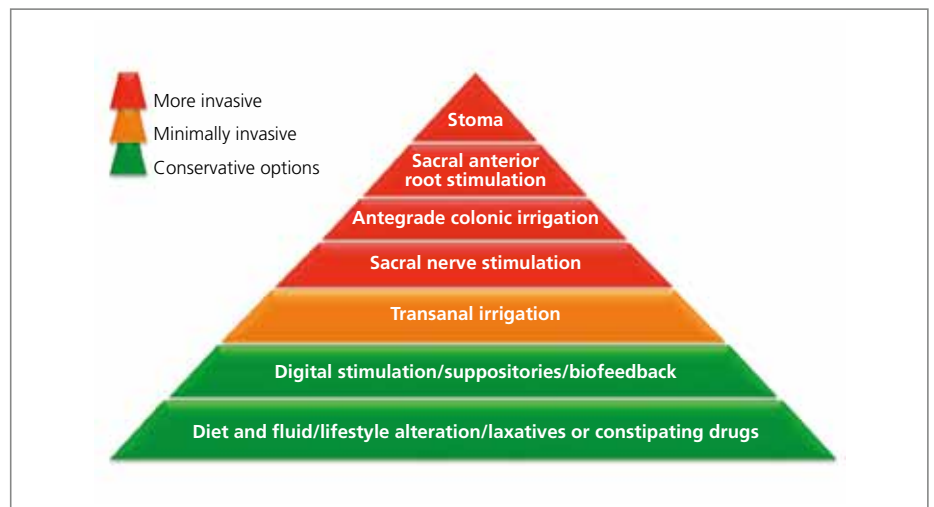 More invasive
Minimally invasive
Conservative options
Stoma
Sacral anterior
root stimulation
Antegrade colonic irrigation
Sacral nerve stimulation
Transanal irrigation
Digital stimulation/suppositories/biofeedback
Diet and fluid/lifestyle alteration/laxatives or constipating drugs